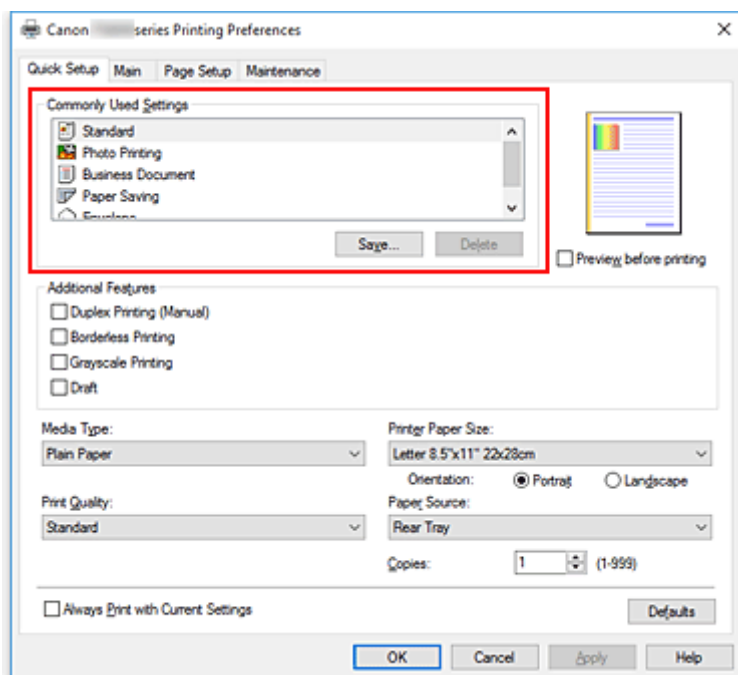 Canon series Printing Preferences
Quick Setup Main Page Setup Maintenance
Commonly Used Settings
Standard
Photo Printing
Business Document
Paper Saving
Envelope
Save... Delete
Preview before printing
Additional Features
Duplex Printing (Manual)
Borderless Printing
Grayscale Printing
Draft
Media Type:
Plain Paper
Printer Paper Size:
Letter 8.5"x11" 22x28cm
Orientation: Portrait Landscape
Print Quality:
Standard
Paper Source:
Rear Tray
Copies: 1 (1-999)
Always Print with Current Settings
Defaults
OK Cancel Apply Help